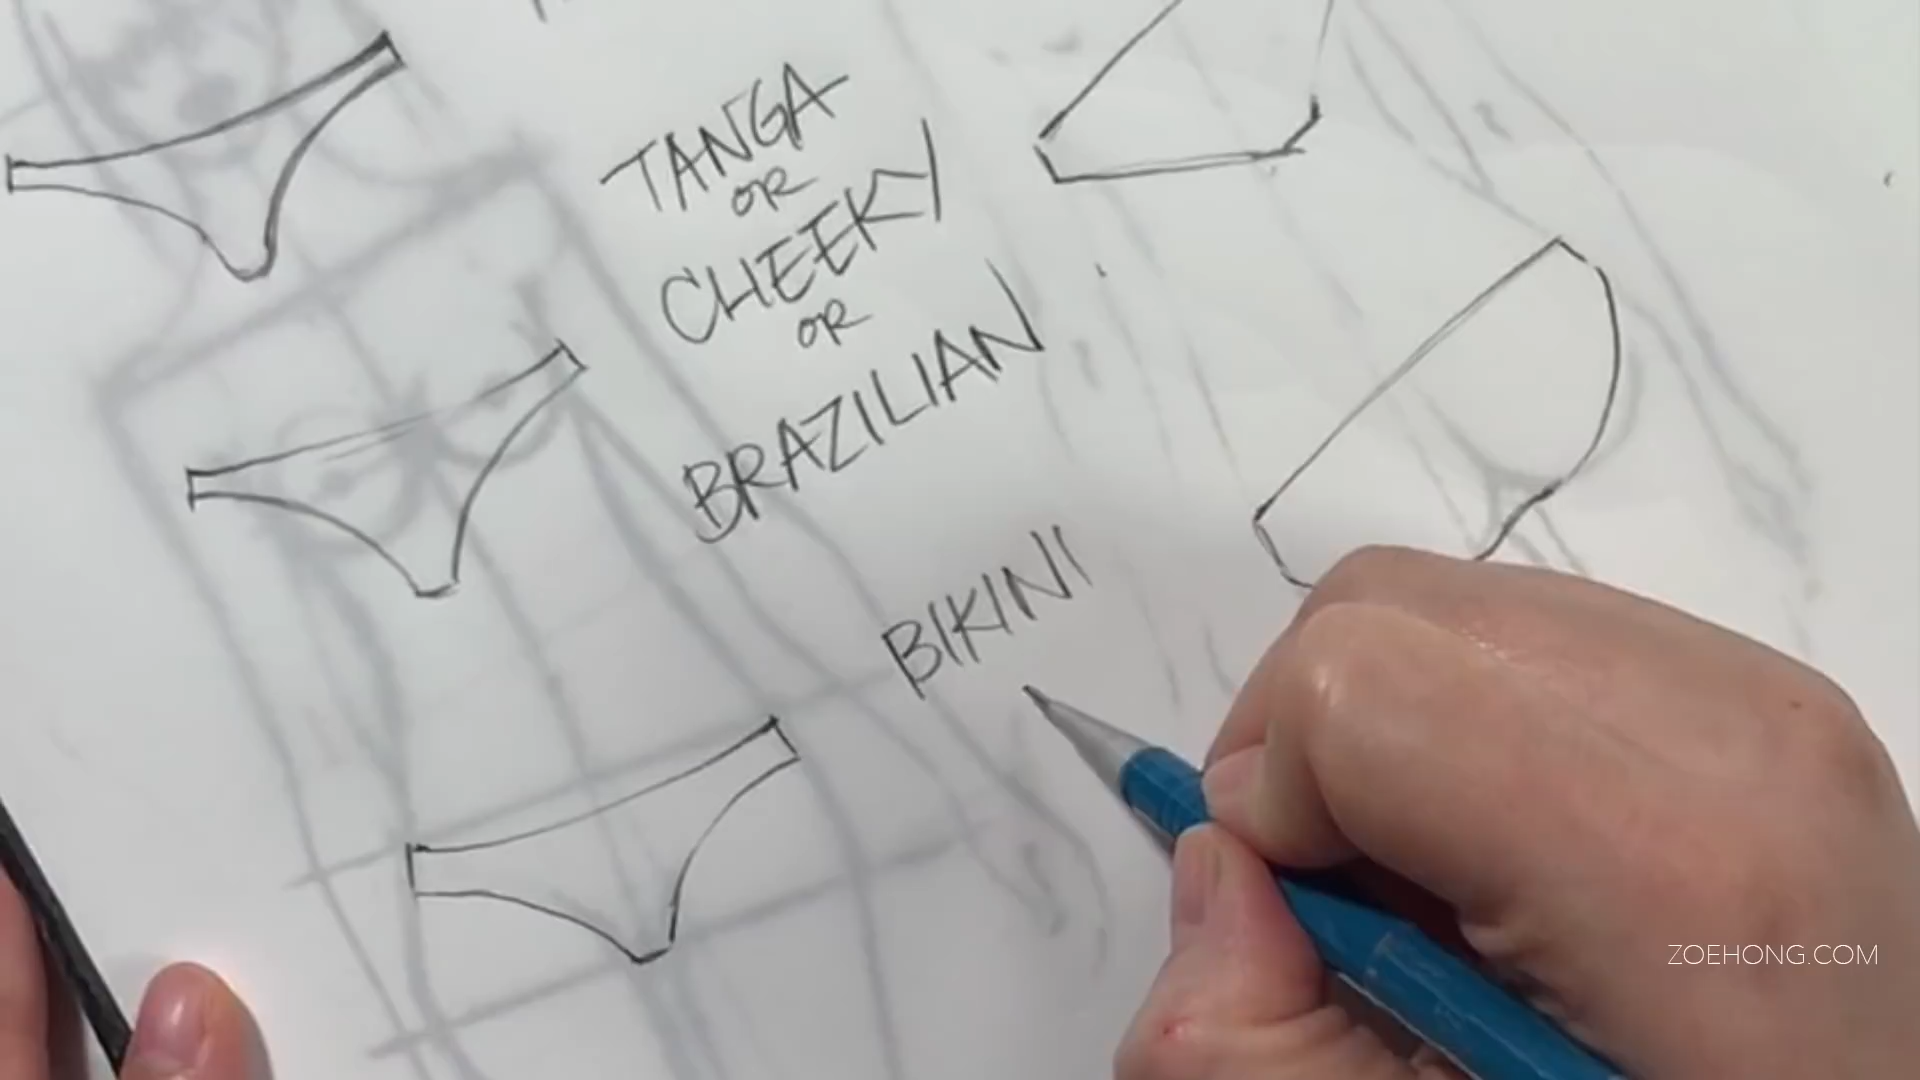 TANGA
OR
CHEEKY
OR
BRAZILIAN
BIKINI
ZOEHONG.COM